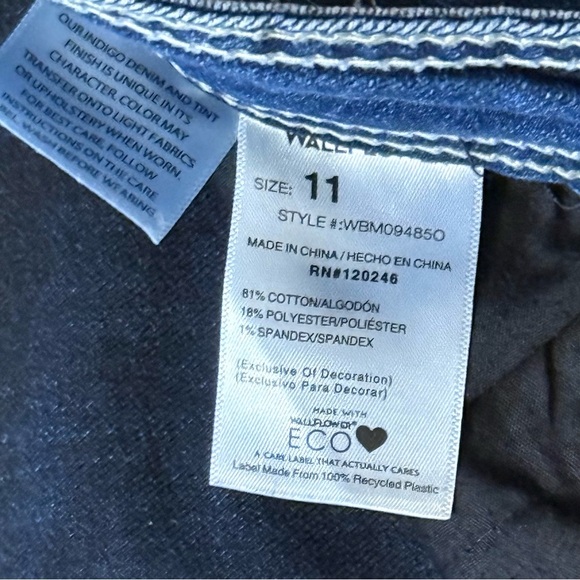 OUR INDIGO DENIM AND TINT
FINISH IS UNIQUE IN ITS
CHARACTER. COLOR MAY
TRANSFER ONTO LIGHT FABRICS
OR UPHOLSTERY WHEN WORN.
FOR BEST CARE, FOLLOW
INSTRUCTIONS ON THE CARE
WASH BEFORE WEARING
SIZE: 11
STYLE #:WBM09485O
MADE IN CHINA / HECHO EN CHINA
RN#120246
81% COTTON/ALGODÓN
18% POLYESTER/POLIÉSTER
1% SPANDEX/SPANDEX
(Exclusive Of Decoration)
(Exclusivo Para Decorar)
MADE WITH
ECO
A CARE LABEL THAT ACTUALLY CARES
Label Made From 100% Recycled Plastic